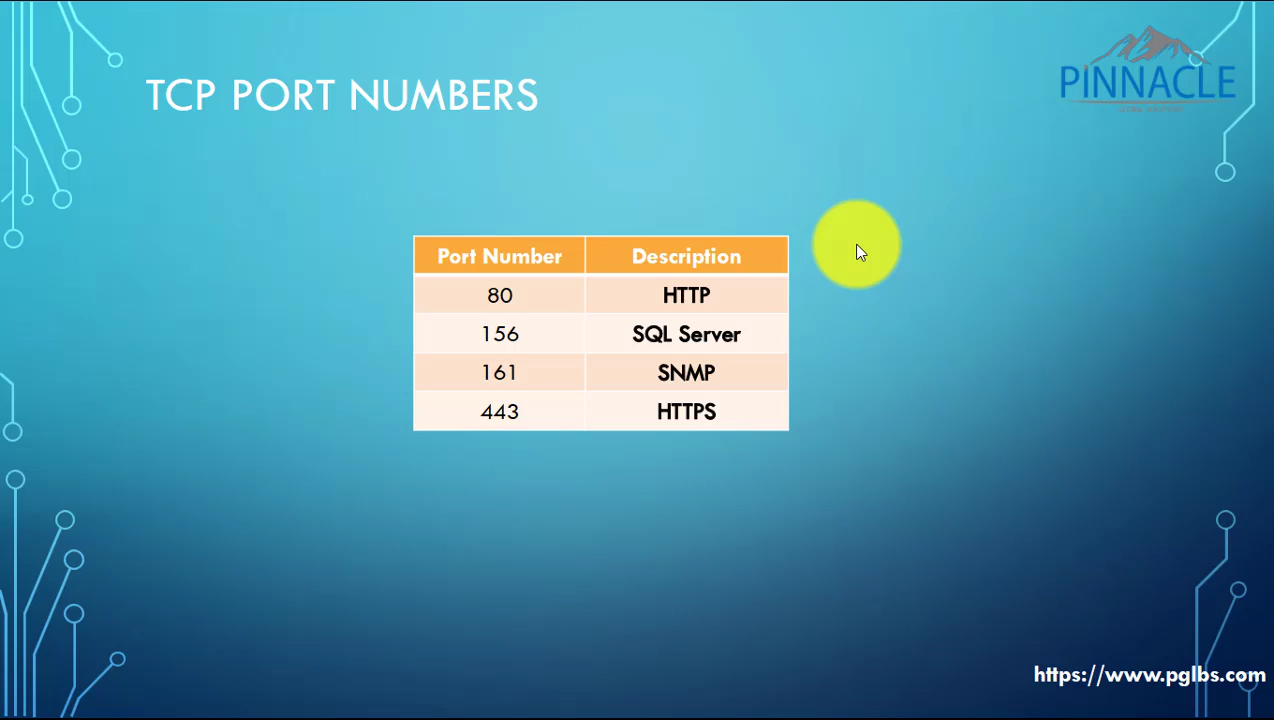 TCP PORT NUMBERS
PINNACLE
Port Number Description
80 HTTP
156 SQL Server
161 SNMP
443 HTTPS
https://www.pglbs.com